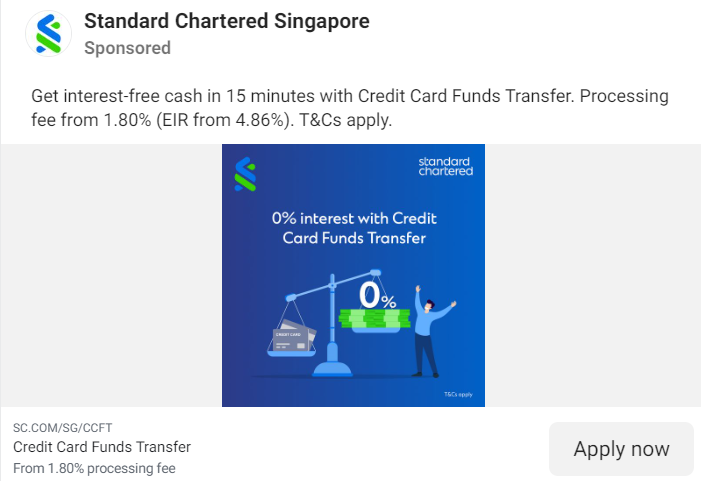 Standard Chartered Singapore
Sponsored
Get interest-free cash in 15 minutes with Credit Card Funds Transfer. Processing
fee from 1.80% (EIR from 4.86%). T&Cs apply.
standard
chartered
0% interest with Credit
Card Funds Transfer
0%
CREDIT CARD
T&Cs apply
SC.COM/SG/CCFT
Credit Card Funds Transfer
From 1.80% processing fee
Apply now